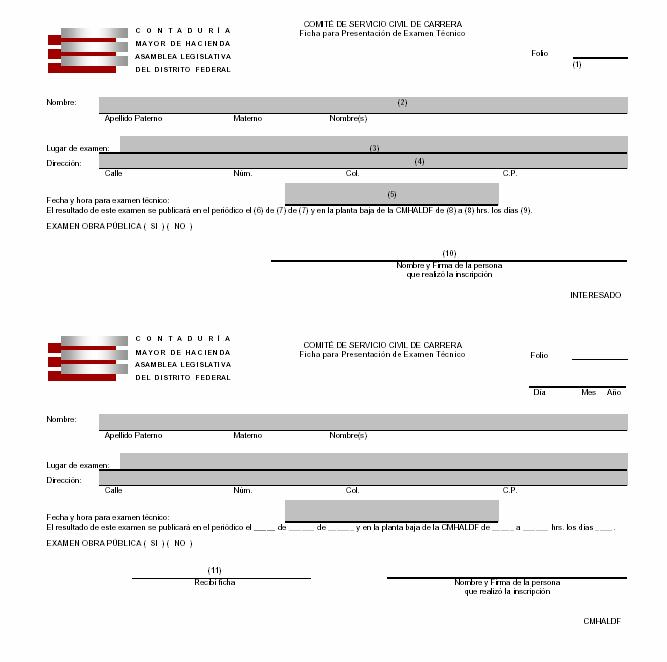 CONTADURÍA
MAYOR DE HACIENDA
ASAMBLEA LEGISLATIVA
DEL DISTRITO FEDERAL
COMITÉ DE SERVICIO CIVIL DE CARRERA
Ficha para Presentación de Examen Técnico
Folio
(1)
Nombre: (2)
Apellido Paterno Materno Nombre(s)
Lugar de examen: (3)
Dirección: (4)
Calle Núm. Col. C.P.
Fecha y hora para examen técnico: (5)
El resultado de este examen se publicará en el periódico el (6) de (7) de (7) y en la planta baja de la CMHALDF de (8) a (8) hrs. los días (9).
EXAMEN OBRA PÚBLICA ( SI ) ( NO )
(10)
Nombre y Firma de la persona
que realizó la inscripción
INTERESADO
CONTADURÍA
MAYOR DE HACIENDA
ASAMBLEA LEGISLATIVA
DEL DISTRITO FEDERAL
COMITÉ DE SERVICIO CIVIL DE CARRERA
Ficha para Presentación de Examen Técnico
Folio
Día Mes Año
Nombre:
Apellido Paterno Materno Nombre(s)
Lugar de examen:
Dirección:
Calle Núm. Col. C.P.
Fecha y hora para examen técnico:
El resultado de este examen se publicará en el periódico el _____ de ______ de ______ y en la planta baja de la CMHALDF de _____ a ______ hrs. los días ____.
EXAMEN OBRA PÚBLICA ( SI ) ( NO )
(11)
Recibí ficha
Nombre y Firma de la persona
que realizó la inscripción
CMHALDF